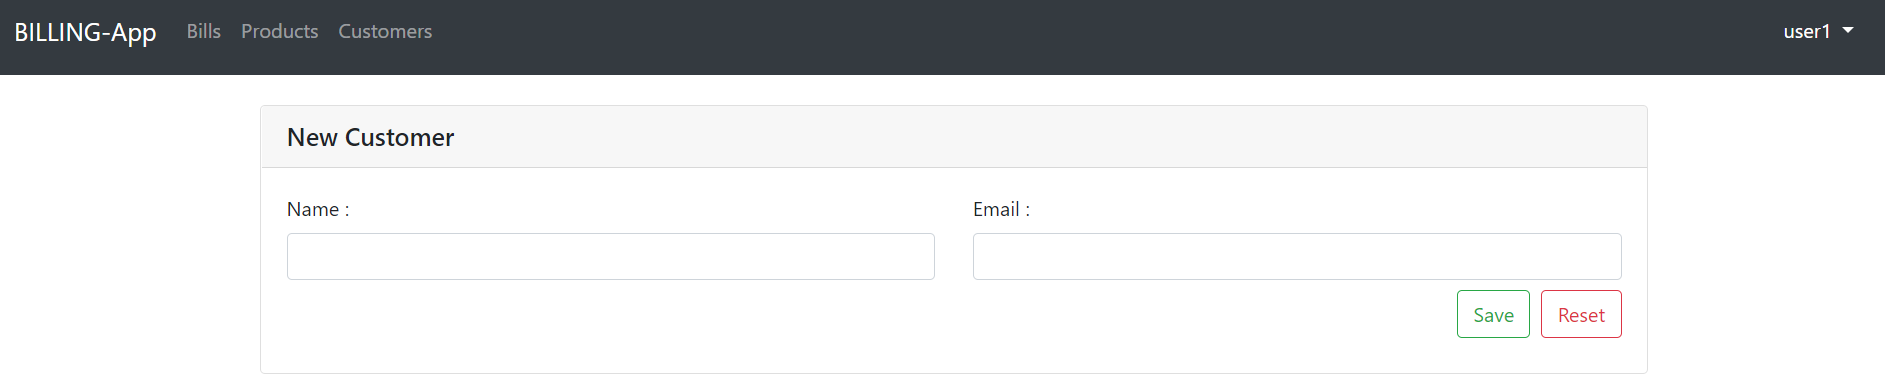 BILLING-App Bills Products Customers user1
New Customer
Name : Email :
Save Reset